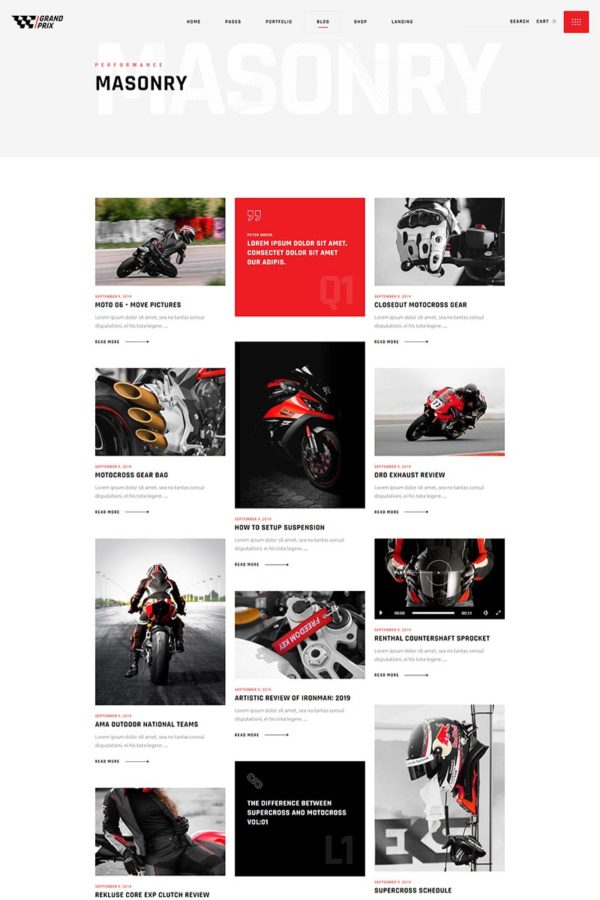 GRAND
PRIX
HOME PAGES PORTFOLIO BLOG SHOP LANDING
SEARCH CART
PERFORMANCE
MASONRY
MASONRY
SEPTEMBER 9, 2019
MOTO G6 – MOVE PICTURES
Lorem ipsum dolor sit amet, sea no tantas consul
disputationi, ei his tota legere. ...
READ MORE
SEPTEMBER 9, 2019
MOTOCROSS GEAR BAG
Lorem ipsum dolor sit amet, sea no tantas consul
disputationi, ei his tota legere. ...
READ MORE
SEPTEMBER 9, 2019
AMA OUTDOOR NATIONAL TEAMS
Lorem ipsum dolor sit amet, sea no tantas consul
disputationi, ei his tota legere. ...
READ MORE
SEPTEMBER 9, 2019
REKLUSE CORE EXP CLUTCH REVIEW
PETER GREEN
LOREM IPSUM DOLOR SIT AMET,
CONSECTET DOLOR SIT AMET
OUR ADIPIS.
Q1
SEPTEMBER 9, 2019
HOW TO SETUP SUSPENSION
Lorem ipsum dolor sit amet, sea no tantas consul
disputationi, ei his tota legere. ...
READ MORE
FREEDOM KEY
SEPTEMBER 9, 2019
ARTISTIC REVIEW OF IRONMAN: 2019
Lorem ipsum dolor sit amet, sea no tantas consul
disputationi, ei his tota legere. ...
READ MORE
THE DIFFERENCE BETWEEN
SUPERCROSS AND MOTOCROSS
VOL:01
L1
SEPTEMBER 9, 2019
CLOSEOUT MOTOCROSS GEAR
Lorem ipsum dolor sit amet, sea no tantas consul
disputationi, ei his tota legere. ...
READ MORE
17
SEPTEMBER 9, 2019
DRD EXHAUST REVIEW
Lorem ipsum dolor sit amet, sea no tantas consul
disputationi, ei his tota legere. ...
READ MORE
PLAY
00:00 00:31
SEPTEMBER 9, 2019
RENTHAL COUNTERSHAFT SPROCKET
Lorem ipsum dolor sit amet, sea no tantas consul
disputationi, ei his tota legere. ...
READ MORE
SEPTEMBER 9, 2019
SUPERCROSS SCHEDULE